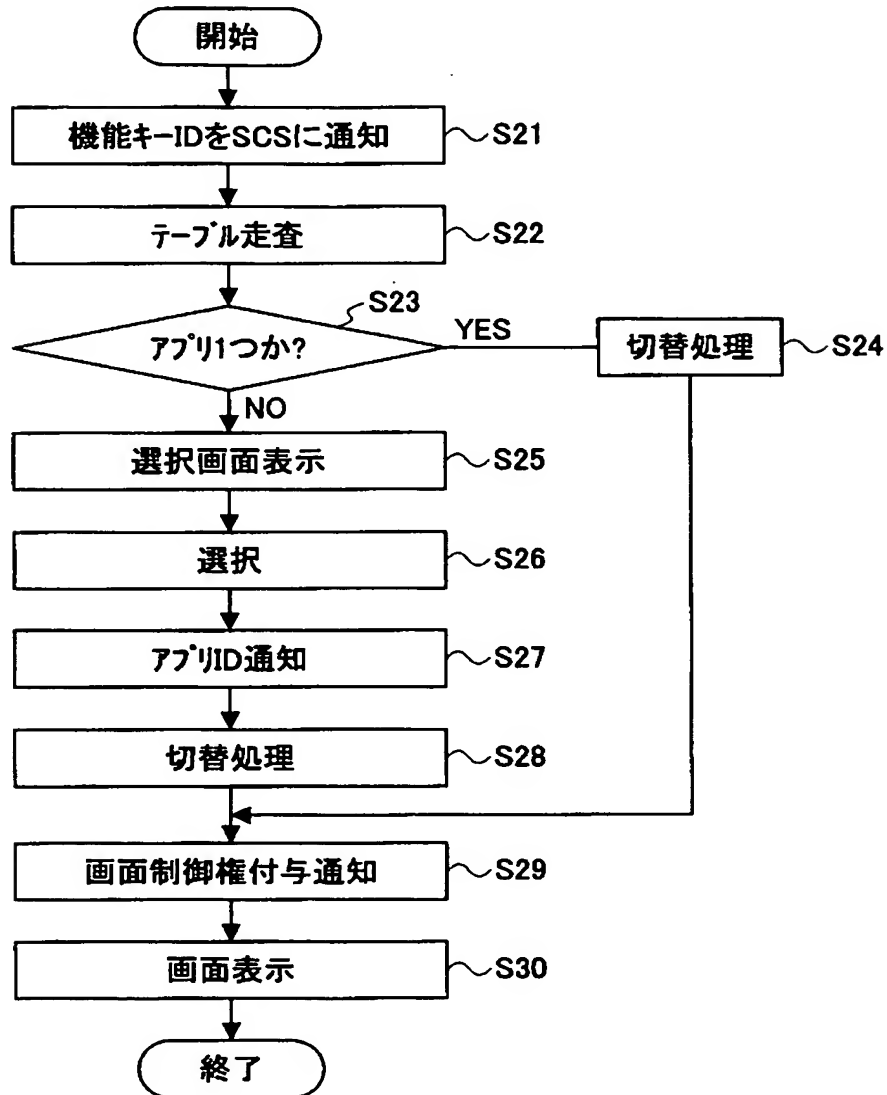 開始
機能キーIDをSCSに通知
S21
テーブル走査
S22
S23
アプリ1つか?
YES
切替処理
S24
NO
選択画面表示
S25
選択
S26
アプリID通知
S27
切替処理
S28
画面制御権付与通知
S29
画面表示
S30
終了